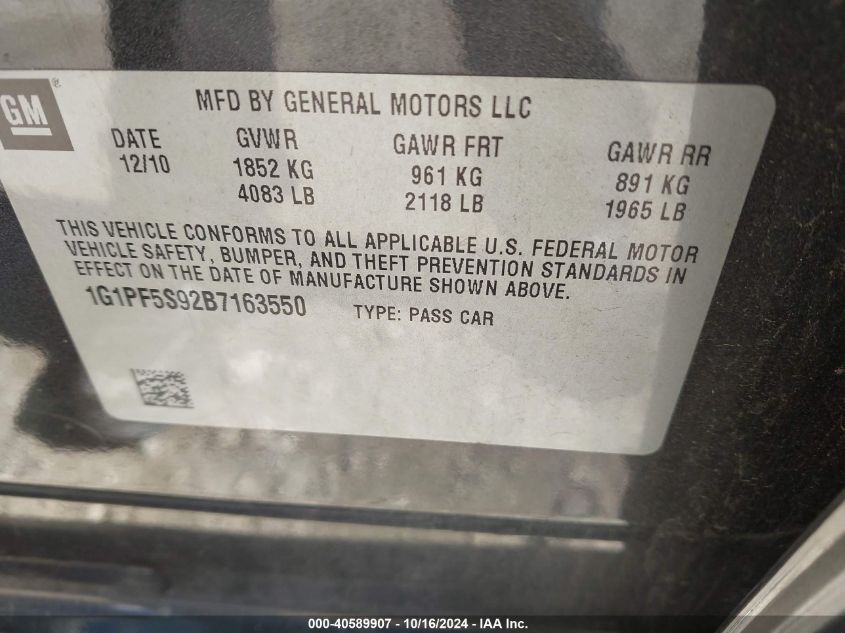 GM®
MFD BY GENERAL MOTORS LLC
DATE GVWR GAWR FRT GAWR RR
12/10 1852 KG 961 KG 891 KG
4083 LB 2118 LB 1965 LB
THIS VEHICLE CONFORMS TO ALL APPLICABLE U.S. FEDERAL MOTOR
VEHICLE SAFETY, BUMPER, AND THEFT PREVENTION STANDARDS IN
EFFECT ON THE DATE OF MANUFACTURE SHOWN ABOVE.
1G1PF5S92B7163550 TYPE: PASS CAR
000-40589907 - 10/16/2024 - IAA Inc.